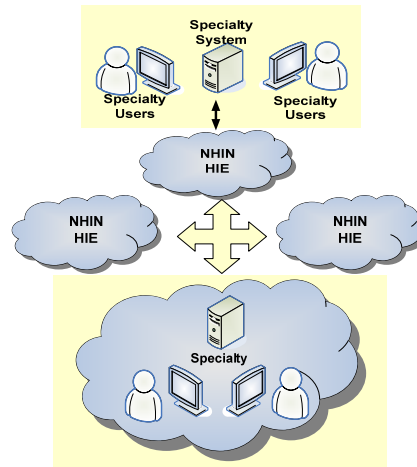 Specialty
System
Specialty
Users
Specialty
Users
NHIN
HIE
NHIN
HIE
NHIN
HIE
Specialty